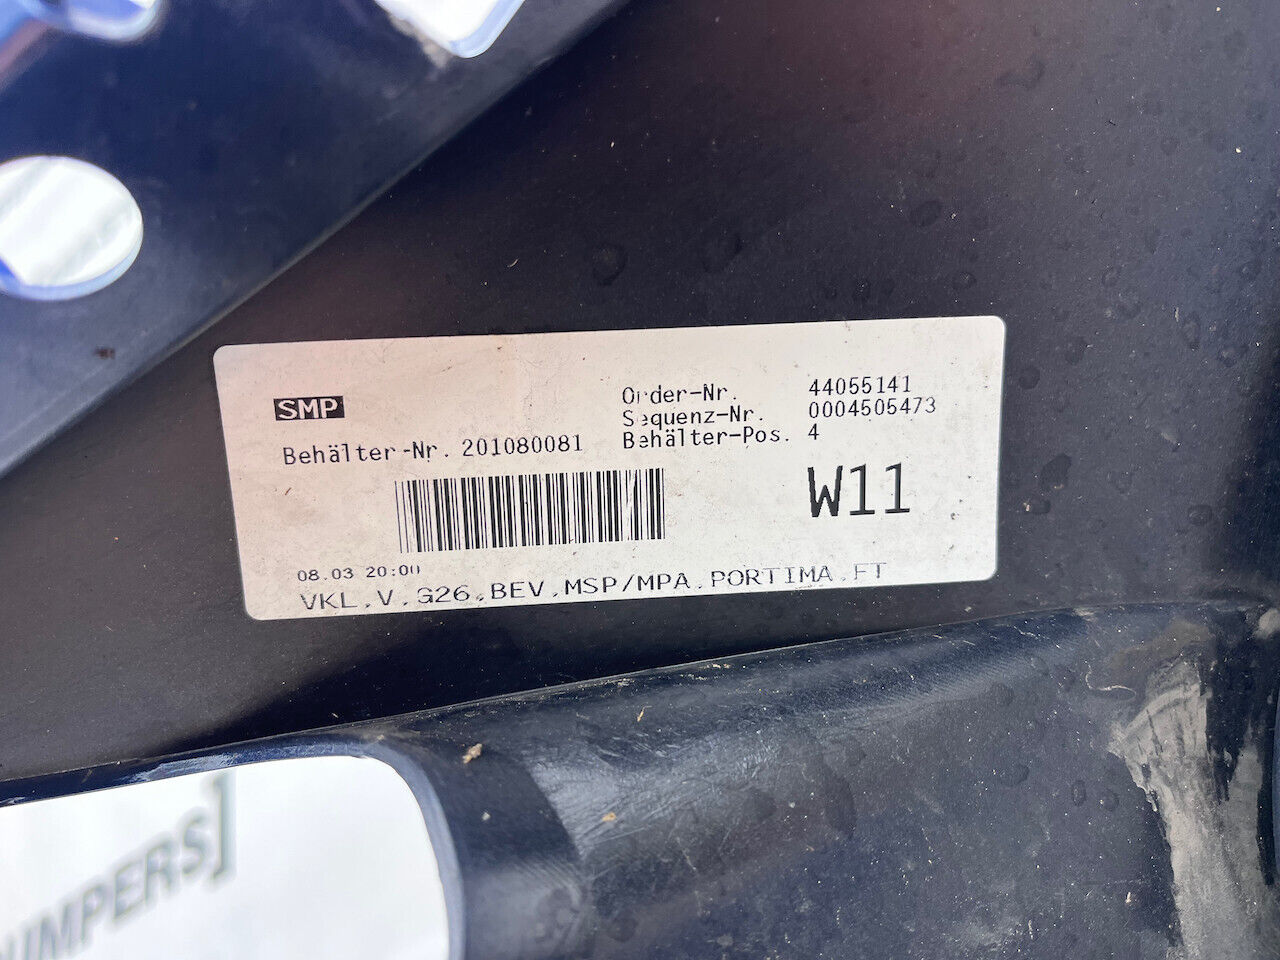 SMP
Behälter-Nr. 201080081
Order-Nr. 44055141
Sequenz-Nr. 0004505473
Behälter-Pos. 4
W11
08.03 20:00
VKL.V.G26.BEV.MSP/MPA.PORTIMA.FT
UMPERS]